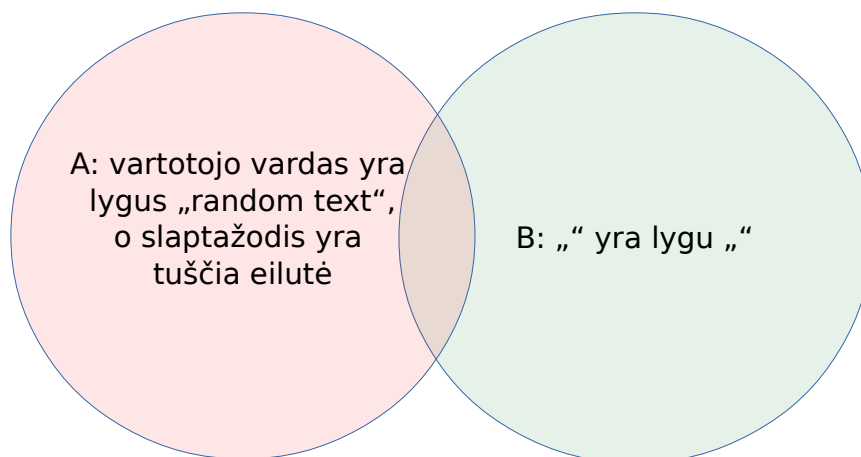 A: vartotojo vardas yra
lygus „random text“,
o slaptažodis yra
tuščia eilutė
B: „“ yra lygu „“